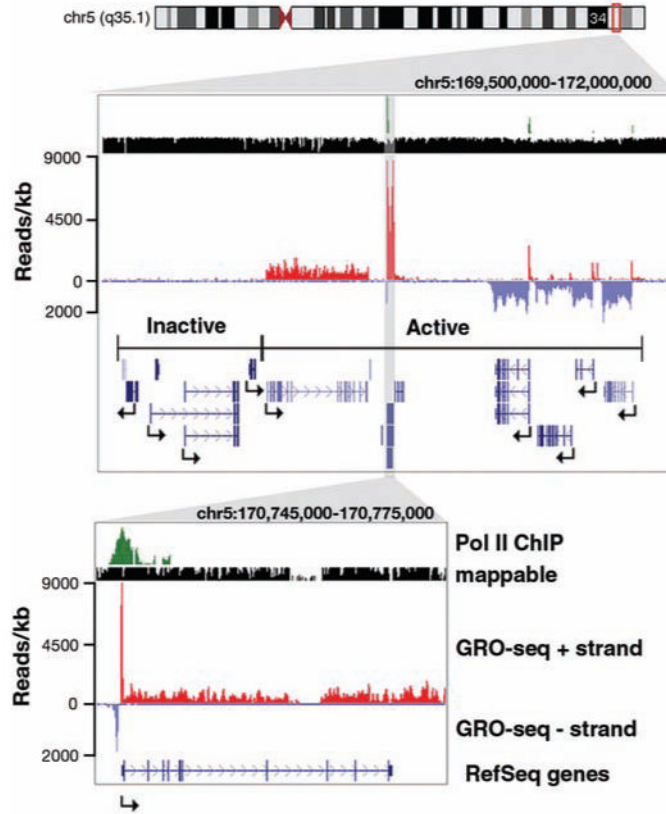 chr5 (q35.1)
34
chr5:169,500,000-172,000,000
9000
4500
0
2000
Reads/kb
Inactive
Active
chr5:170,745,000-170,775,000
Pol II ChIP
mappable
9000
4500
0
2000
Reads/kb
GRO-seq + strand
GRO-seq - strand
RefSeq genes